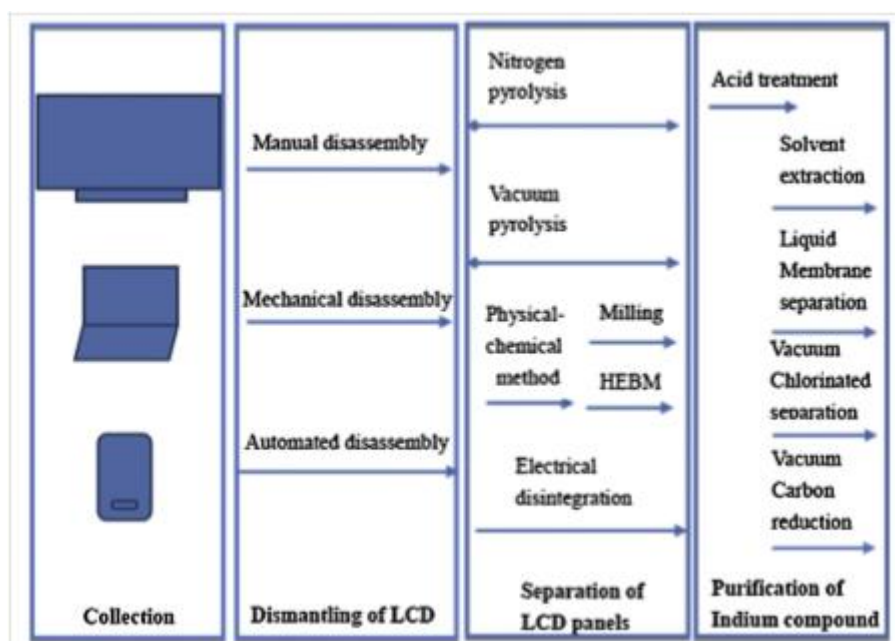 Manual disassembly
Mechanical disassembly
Automated disassembly
Nitrogen
pyrolysis
Vacuum
pyrolysis
Physical-
chemical
method
Milling
HEBM
Electrical
disintegration
Acid treatment
Solvent
extraction
Liquid
Membrane
separation
Vacuum
Chlorinated
separation
Vacuum
Carbon
reduction
Collection
Dismantling of LCD
Separation of
LCD panels
Purification of
Indium compound